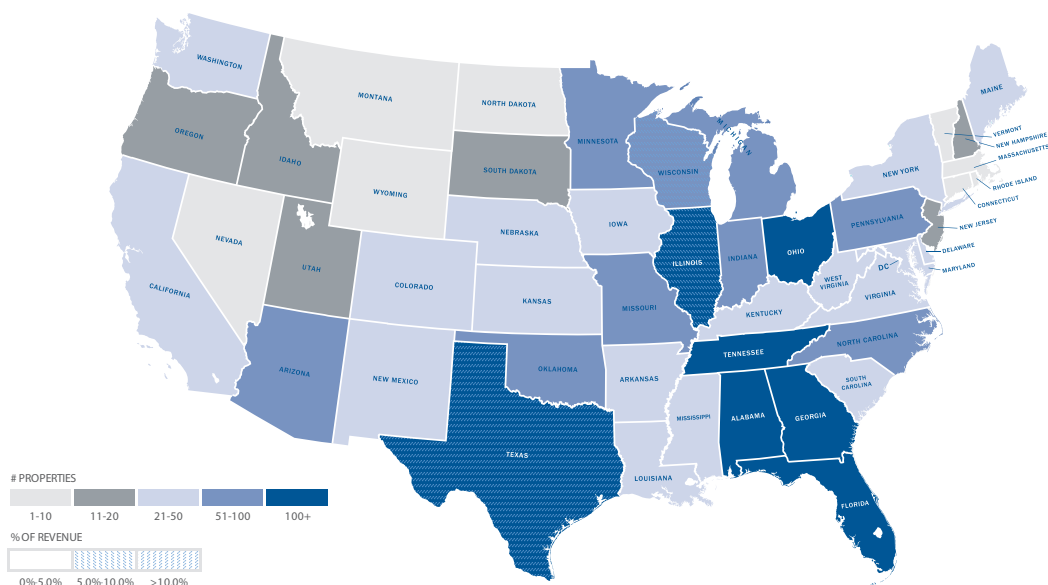 WASHINGTON
MONTANA
NORTH DAKOTA
MINNESOTA
MICHIGAN
MAINE
OREGON
IDAHO
SOUTH DAKOTA
WISCONSIN
VERMONT
NEW HAMPSHIRE
MASSACHUSETTS
NEW YORK
RHODE ISLAND
CONNECTICUT
WYOMING
NEBRASKA
IOWA
PENNSYLVANIA
NEW JERSEY
NEVADA
UTAH
ILLINOIS
INDIANA
OHIO
DELAWARE
DC
MARYLAND
CALIFORNIA
COLORADO
KANSAS
MISSOURI
WEST
VIRGINIA
VIRGINIA
KENTUCKY
NORTH CAROLINA
TENNESSEE
ARIZONA
NEW MEXICO
OKLAHOMA
ARKANSAS
SOUTH
CAROLINA
MISSISSIPPI
ALABAMA
GEORGIA
TEXAS
LOUISIANA
FLORIDA
# PROPERTIES
1-10 11-20 21-50 51-100 100+
% OF REVENUE
0%-5.0% 5.0%-10.0% >10.0%